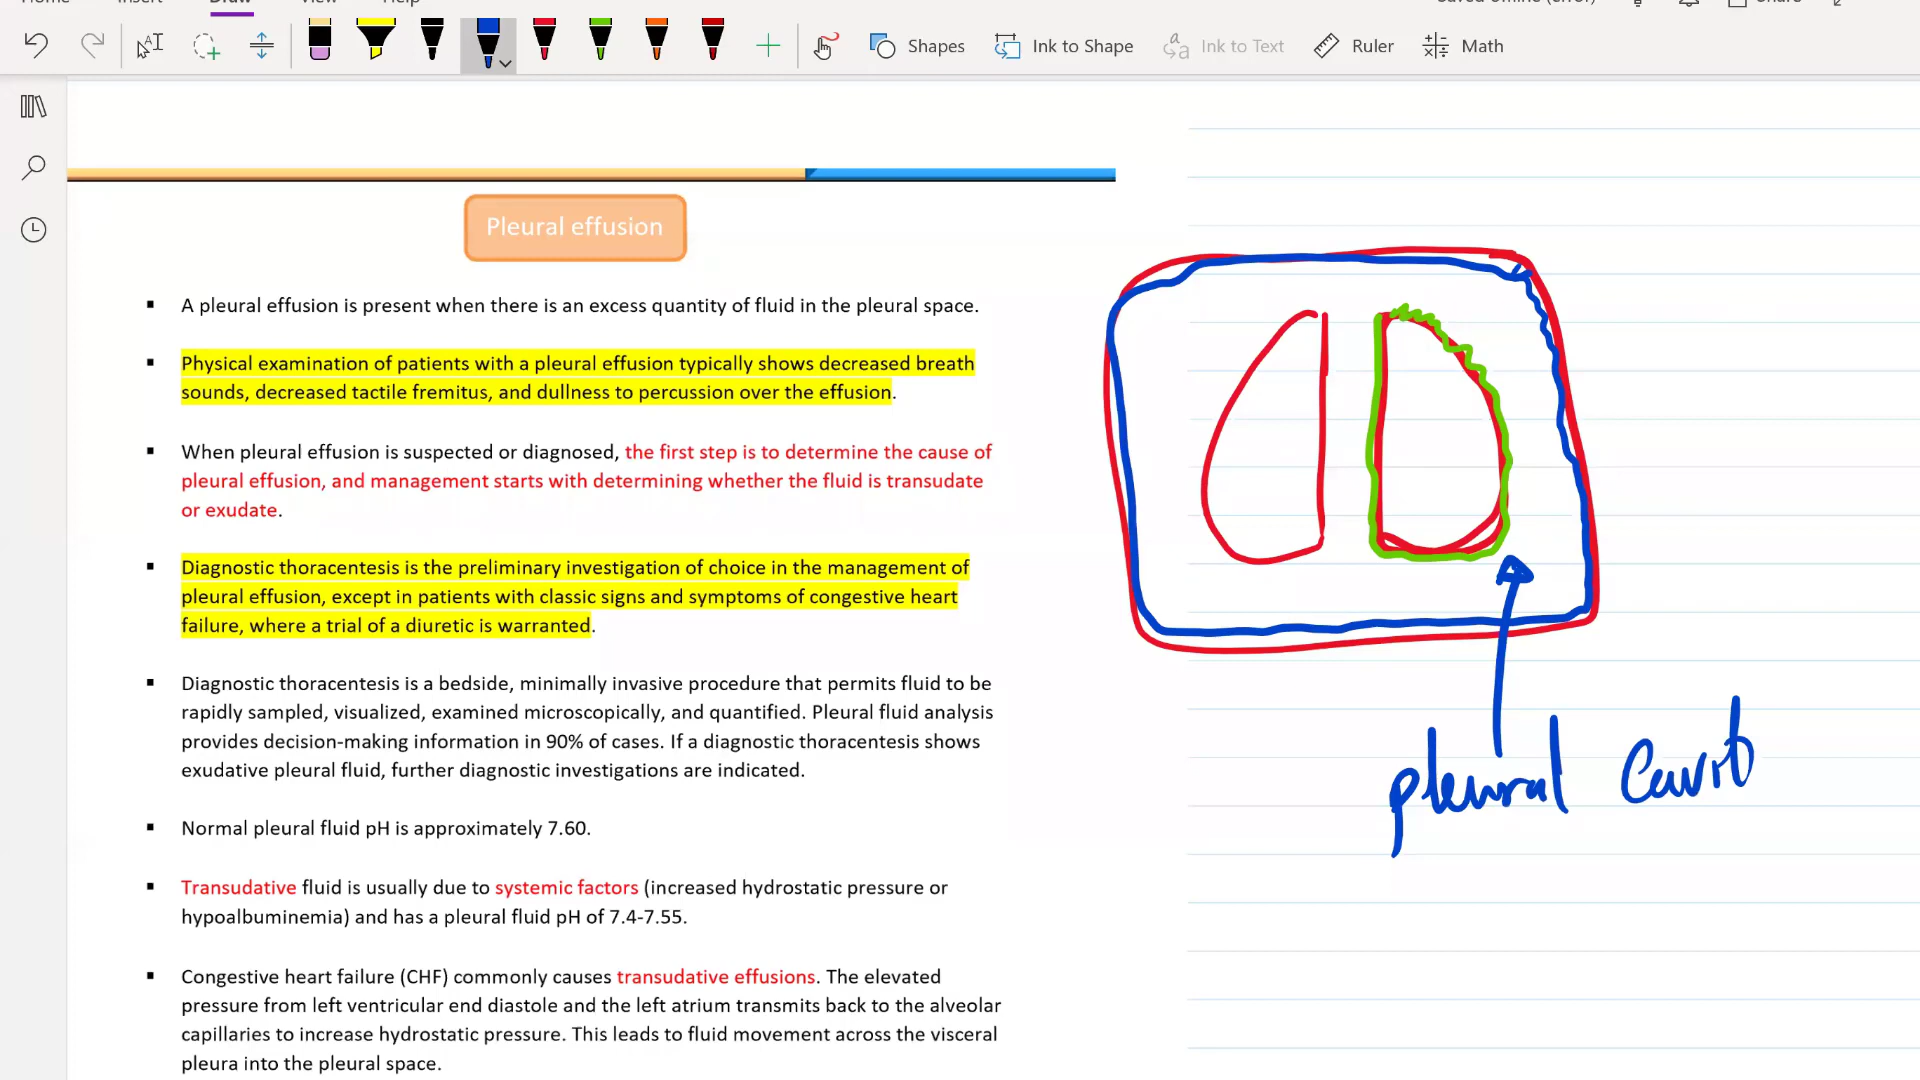 Draw
Help
Shapes
Ink to Shape
Ink to Text
Ruler
Math
Pleural effusion
▪ A pleural effusion is present when there is an excess quantity of fluid in the pleural space.
▪ Physical examination of patients with a pleural effusion typically shows decreased breath
sounds, decreased tactile fremitus, and dullness to percussion over the effusion.
▪ When pleural effusion is suspected or diagnosed, the first step is to determine the cause of
pleural effusion, and management starts with determining whether the fluid is transudate
or exudate.
▪ Diagnostic thoracentesis is the preliminary investigation of choice in the management of
pleural effusion, except in patients with classic signs and symptoms of congestive heart
failure, where a trial of a diuretic is warranted.
▪ Diagnostic thoracentesis is a bedside, minimally invasive procedure that permits fluid to be
rapidly sampled, visualized, examined microscopically, and quantified. Pleural fluid analysis
provides decision-making information in 90% of cases. If a diagnostic thoracentesis shows
exudative pleural fluid, further diagnostic investigations are indicated.
▪ Normal pleural fluid pH is approximately 7.60.
▪ Transudative fluid is usually due to systemic factors (increased hydrostatic pressure or
hypoalbuminemia) and has a pleural fluid pH of 7.4-7.55.
▪ Congestive heart failure (CHF) commonly causes transudative effusions. The elevated
pressure from left ventricular end diastole and the left atrium transmits back to the alveolar
capillaries to increase hydrostatic pressure. This leads to fluid movement across the visceral
pleura into the pleural space.
pleural Cavit